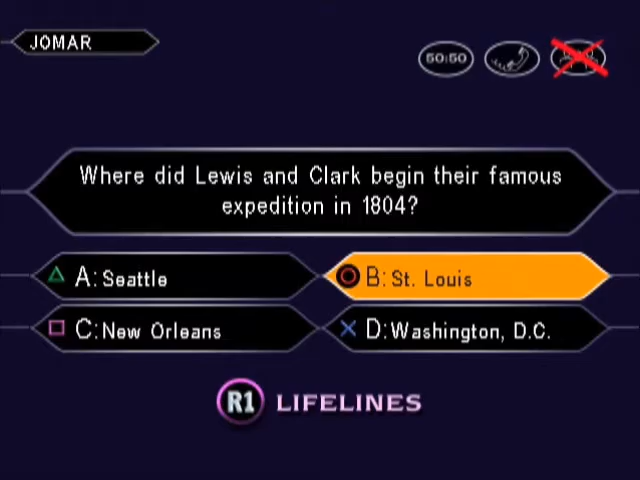 JOMAR
50:50
Where did Lewis and Clark begin their famous
expedition in 1804?
A: Seattle
B: St. Louis
C: New Orleans
D: Washington, D.C.
R1 LIFELINES